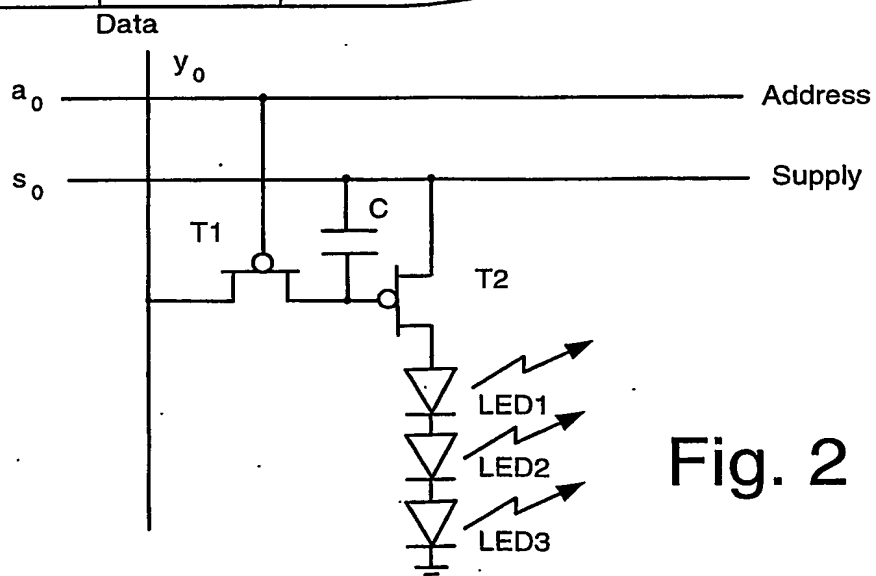 Data
y0
a0 Address
s0 Supply
C
T1
T2
LED1
LED2
LED3
Fig. 2